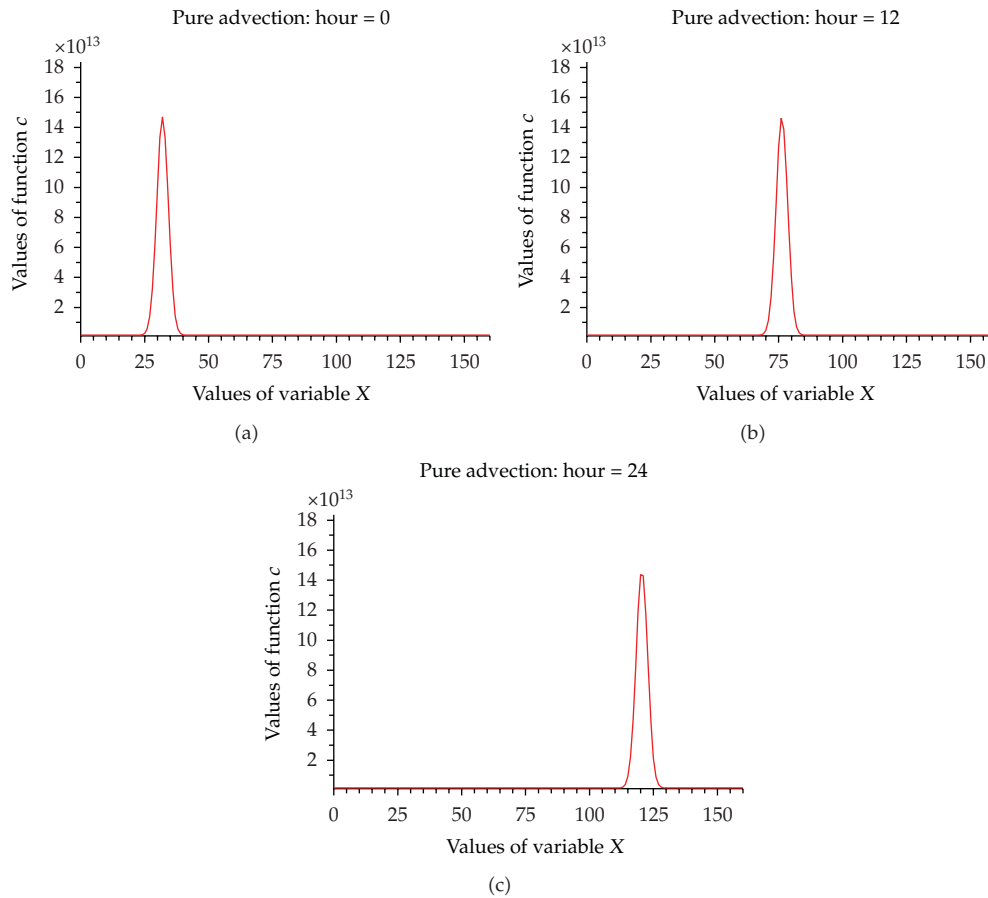 Pure advection: hour = 0
×10¹³
18
16
14
12
10
8
6
4
2
Values of function c
0 25 50 75 100 125 150
Values of variable X
(a)
Pure advection: hour = 12
×10¹³
18
16
14
12
10
8
6
4
2
Values of function c
0 25 50 75 100 125 150
Values of variable X
(b)
Pure advection: hour = 24
×10¹³
18
16
14
12
10
8
6
4
2
Values of function c
0 25 50 75 100 125 150
Values of variable X
(c)